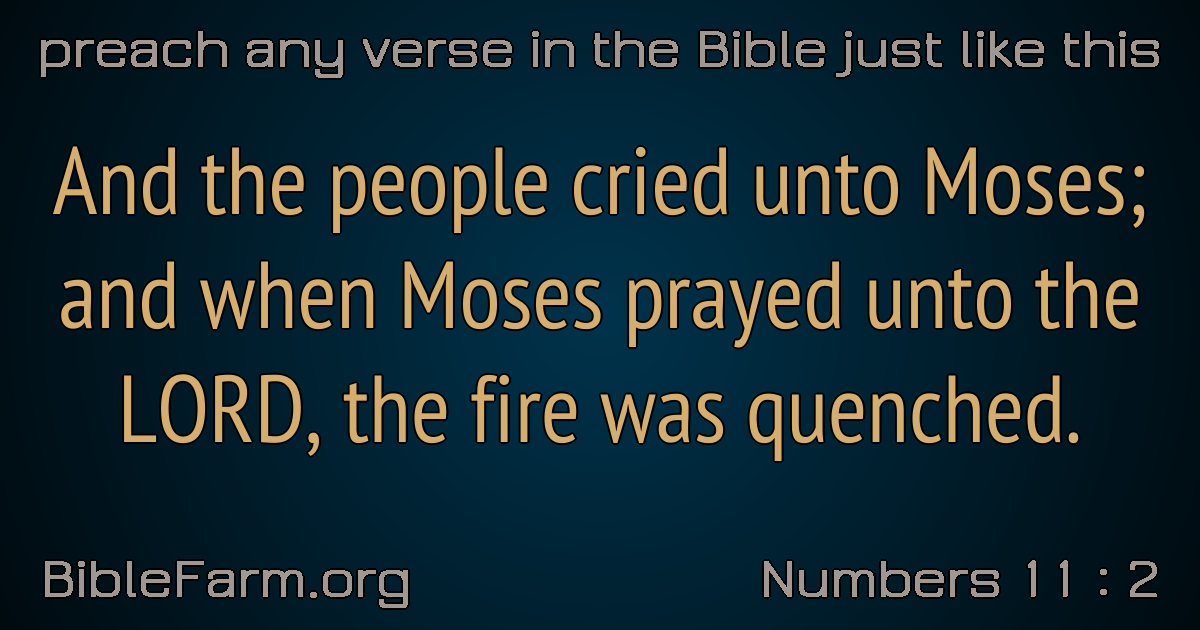 preach any verse in the Bible just like this
And the people cried unto Moses;
and when Moses prayed unto the
LORD, the fire was quenched.
BibleFarm.org
Numbers 11 : 2